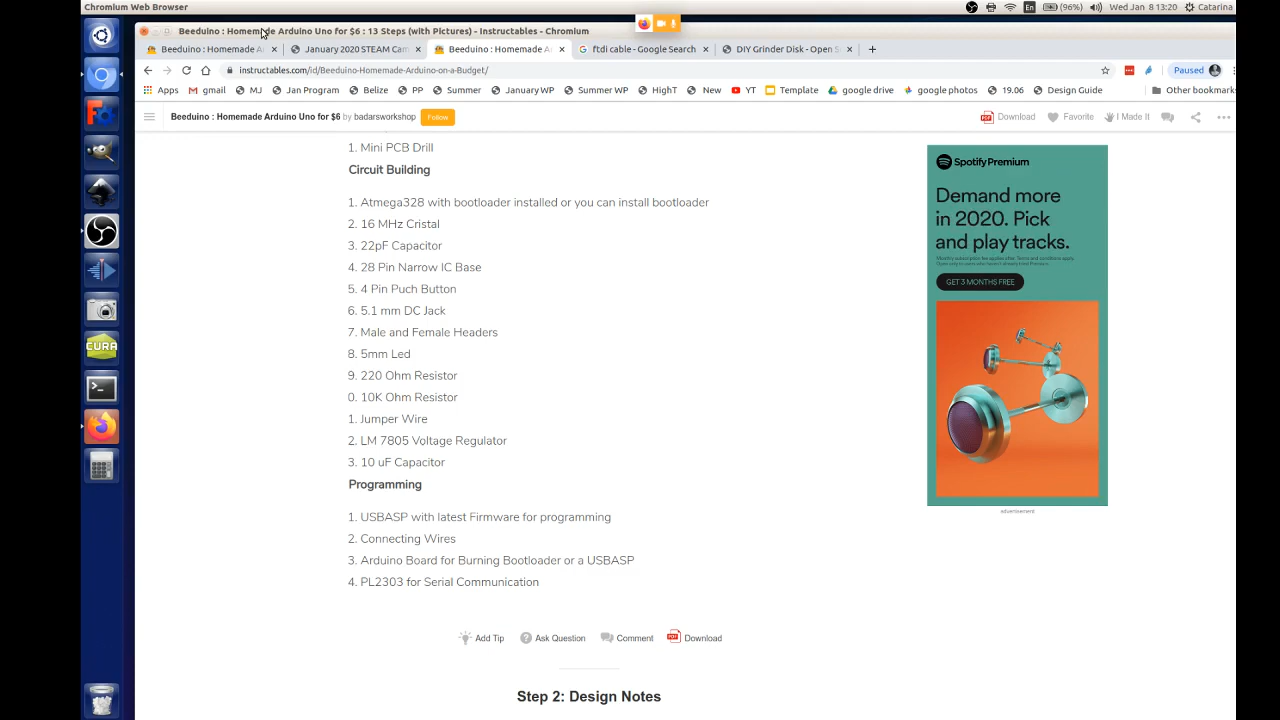 Chromium Web Browser
En
(96%)
Wed Jan 8 13:20
Catarina
Beeduino : Homemade Arduino Uno for $6 : 13 Steps (with Pictures) - Instructables - Chromium
Beeduino : Homemade A
January 2020 STEAM Cam
Beeduino : Homemade A
ftdi cable - Google Search
DIY Grinder Disk - Open S
instructables.com/id/Beeduino-Homemade-Arduino-on-a-Budget/
Paused
Apps
gmail
MJ
Jan Program
Belize
PP
Summer
January WP
Summer WP
HighT
New
YT
Template
google drive
google photos
19.06
Design Guide
Other bookmarks
Beeduino : Homemade Arduino Uno for $6 by badarsworkshop
Follow
Download
Favorite
I Made It
1. Mini PCB Drill
Circuit Building
1. Atmega328 with bootloader installed or you can install bootloader
2. 16 MHz Cristal
3. 22pF Capacitor
4. 28 Pin Narrow IC Base
5. 4 Pin Puch Button
6. 5.1 mm DC Jack
7. Male and Female Headers
8. 5mm Led
9. 220 Ohm Resistor
0. 10K Ohm Resistor
1. Jumper Wire
2. LM 7805 Voltage Regulator
3. 10 uF Capacitor
Programming
1. USBASP with latest Firmware for programming
2. Connecting Wires
3. Arduino Board for Burning Bootloader or a USBASP
4. PL2303 for Serial Communication
Add Tip
Ask Question
Comment
Download
Step 2: Design Notes
Spotify Premium
Demand more
in 2020. Pick
and play tracks.
GET 3 MONTHS FREE
advertisement
CURA